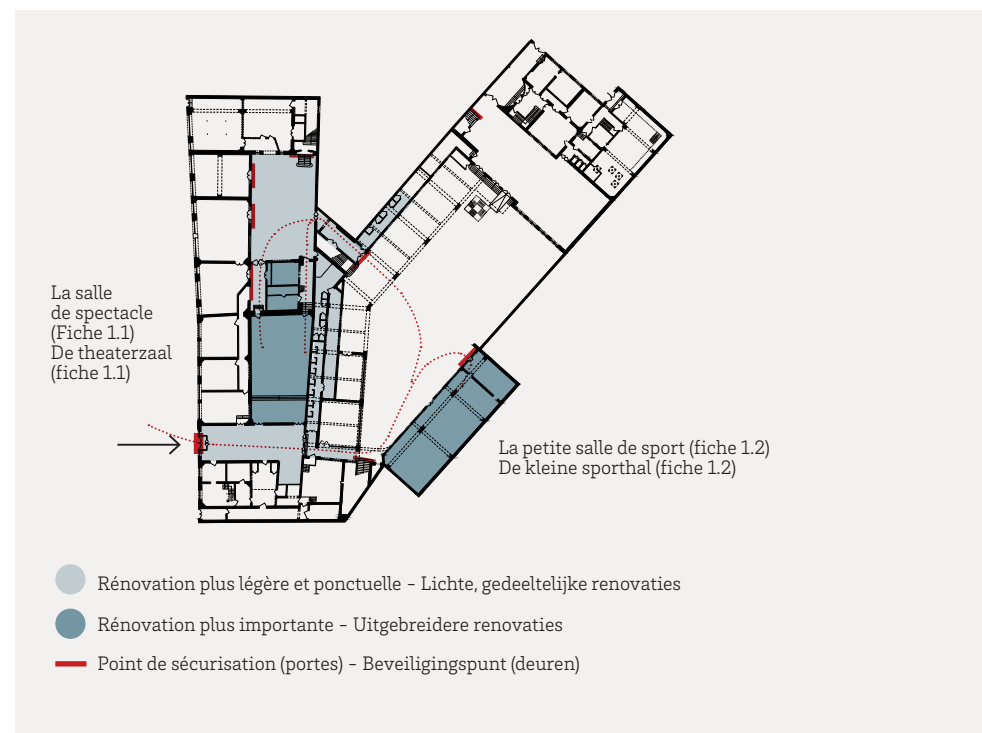 La salle
de spectacle
(Fiche 1.1)
De theaterzaal
(fiche 1.1)
La petite salle de sport (fiche 1.2)
De kleine sporthal (fiche 1.2)
Rénovation plus légère et ponctuelle – Lichte, gedeeltelijke renovaties
Rénovation plus importante – Uitgebreidere renovaties
Point de sécurisation (portes) – Beveiligingspunt (deuren)